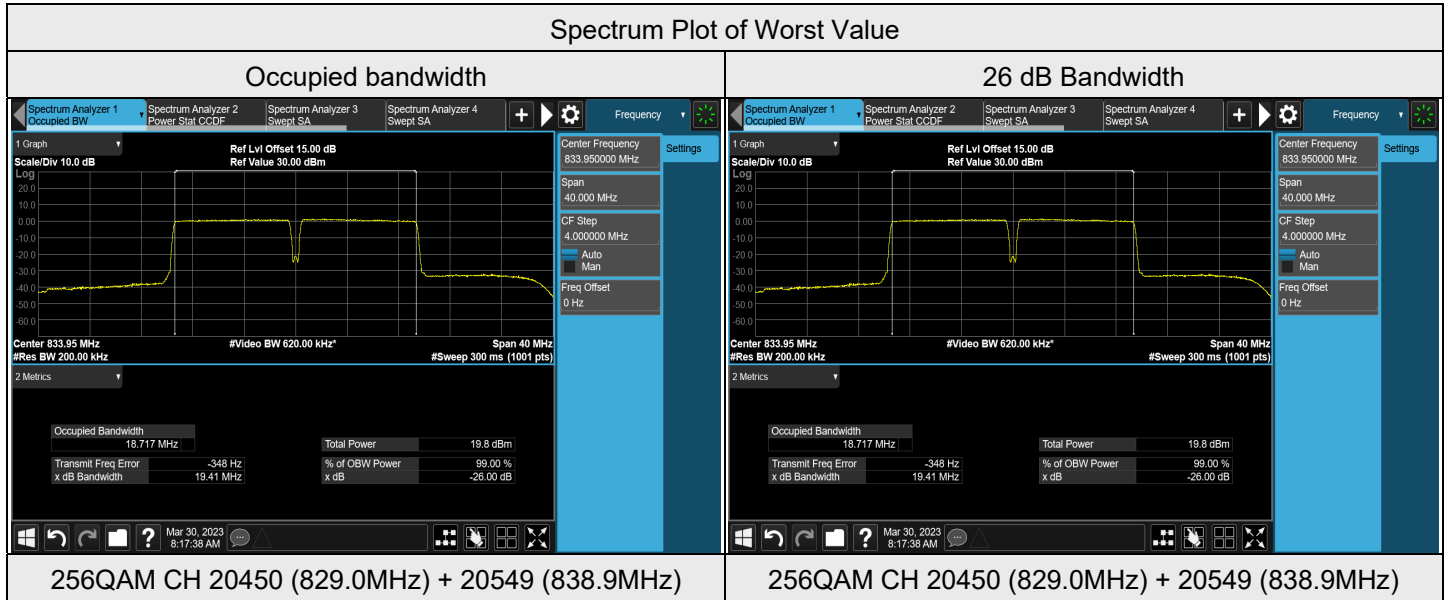 Spectrum Plot of Worst Value
Occupied bandwidth
26 dB Bandwidth
Spectrum Analyzer 1
Occupied BW
Spectrum Analyzer 2
Power Stat CCDF
Spectrum Analyzer 3
Swept SA
Spectrum Analyzer 4
Swept SA
+
Frequency
1 Graph
Scale/Div 10.0 dB
Ref Lvl Offset 15.00 dB
Ref Value 30.00 dBm
Log
20.0
10.0
0.00
-10.0
-20.0
-30.0
-40.0
-50.0
-60.0
Center 833.95 MHz
#Res BW 200.00 kHz
#Video BW 620.00 kHz*
Span 40 MHz
#Sweep 300 ms (1001 pts)
2 Metrics
Occupied Bandwidth
18.717 MHz
Transmit Freq Error -348 Hz
x dB Bandwidth 19.41 MHz
Total Power 19.8 dBm
% of OBW Power 99.00 %
x dB -26.00 dB
Center Frequency
833.950000 MHz
Settings
Span
40.000 MHz
CF Step
4.000000 MHz
Auto
Man
Freq Offset
0 Hz
?
Mar 30, 2023
8:17:38 AM
Spectrum Analyzer 1
Occupied BW
Spectrum Analyzer 2
Power Stat CCDF
Spectrum Analyzer 3
Swept SA
Spectrum Analyzer 4
Swept SA
+
Frequency
1 Graph
Scale/Div 10.0 dB
Ref Lvl Offset 15.00 dB
Ref Value 30.00 dBm
Log
20.0
10.0
0.00
-10.0
-20.0
-30.0
-40.0
-50.0
-60.0
Center 833.95 MHz
#Res BW 200.00 kHz
#Video BW 620.00 kHz*
Span 40 MHz
#Sweep 300 ms (1001 pts)
2 Metrics
Occupied Bandwidth
18.717 MHz
Transmit Freq Error -348 Hz
x dB Bandwidth 19.41 MHz
Total Power 19.8 dBm
% of OBW Power 99.00 %
x dB -26.00 dB
Center Frequency
833.950000 MHz
Settings
Span
40.000 MHz
CF Step
4.000000 MHz
Auto
Man
Freq Offset
0 Hz
?
Mar 30, 2023
8:17:38 AM
256QAM CH 20450 (829.0MHz) + 20549 (838.9MHz)
256QAM CH 20450 (829.0MHz) + 20549 (838.9MHz)